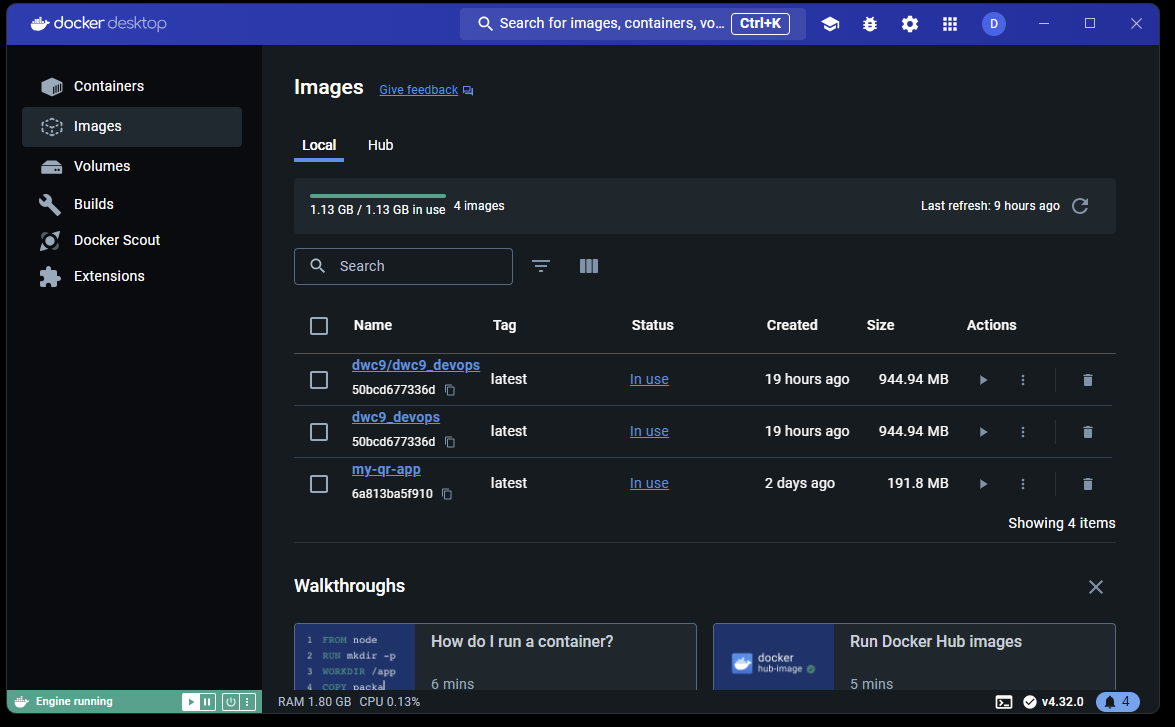 docker desktop
Search for images, containers, vo... Ctrl+K
D
Containers
Images
Volumes
Builds
Docker Scout
Extensions
Images Give feedback
Local Hub
1.13 GB / 1.13 GB in use 4 images
Last refresh: 9 hours ago
Search
Name Tag Status Created Size Actions
dwc9/dwc9_devops
50bcd677336d
latest In use 19 hours ago 944.94 MB
dwc9_devops
50bcd677336d
latest In use 19 hours ago 944.94 MB
my-qr-app
6a813ba5f910
latest In use 2 days ago 191.8 MB
Showing 4 items
Walkthroughs
1 FROM node
2 RUN mkdir -p
3 WORKDIR /app
4 COPY packa
How do I run a container?
6 mins
docker
hub-image
Run Docker Hub images
5 mins
Engine running
RAM 1.80 GB CPU 0.13%
v4.32.0
4